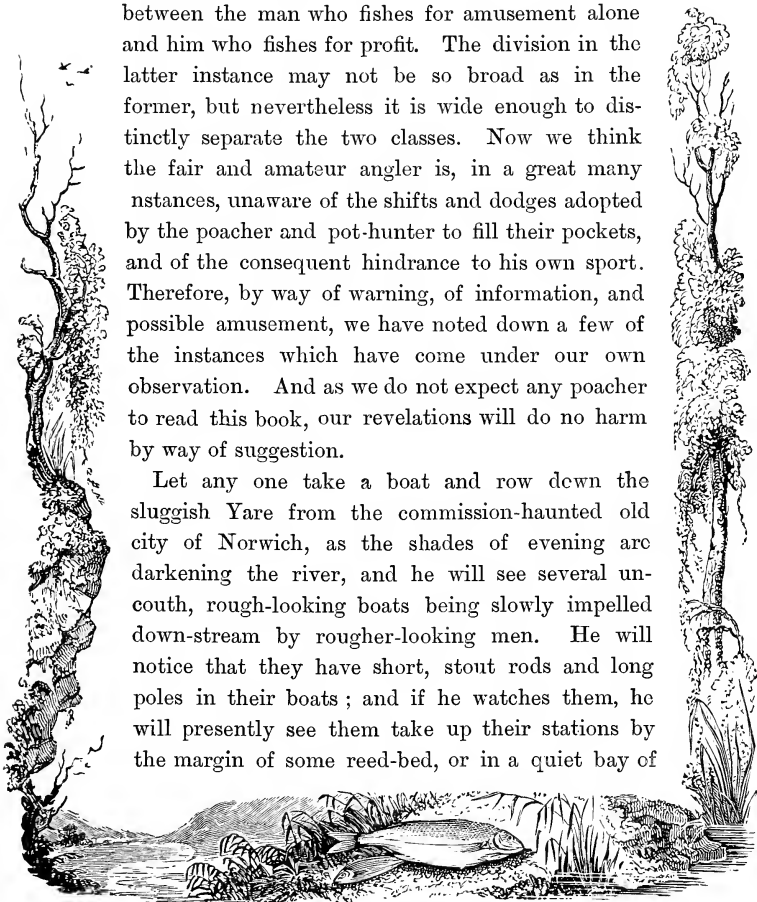 between the man who fishes for amusement alone
and him who fishes for profit. The division in the
latter instance may not be so broad as in the
former, but nevertheless it is wide enough to dis-
tinctly separate the two classes. Now we think
the fair and amateur angler is, in a great many
nstances, unaware of the shifts and dodges adopted
by the poacher and pot-hunter to fill their pockets,
and of the consequent hindrance to his own sport.
Therefore, by way of warning, of information, and
possible amusement, we have noted down a few of
the instances which have come under our own
observation. And as we do not expect any poacher
to read this book, our revelations will do no harm
by way of suggestion.
Let any one take a boat and row down the
sluggish Yare from the commission-haunted old
city of Norwich, as the shades of evening are
darkening the river, and he will see several un-
couth, rough-looking boats being slowly impelled
down-stream by rougher-looking men. He will
notice that they have short, stout rods and long
poles in their boats ; and if he watches them, he
will presently see them take up their stations by
the margin of some reed-bed, or in a quiet bay of